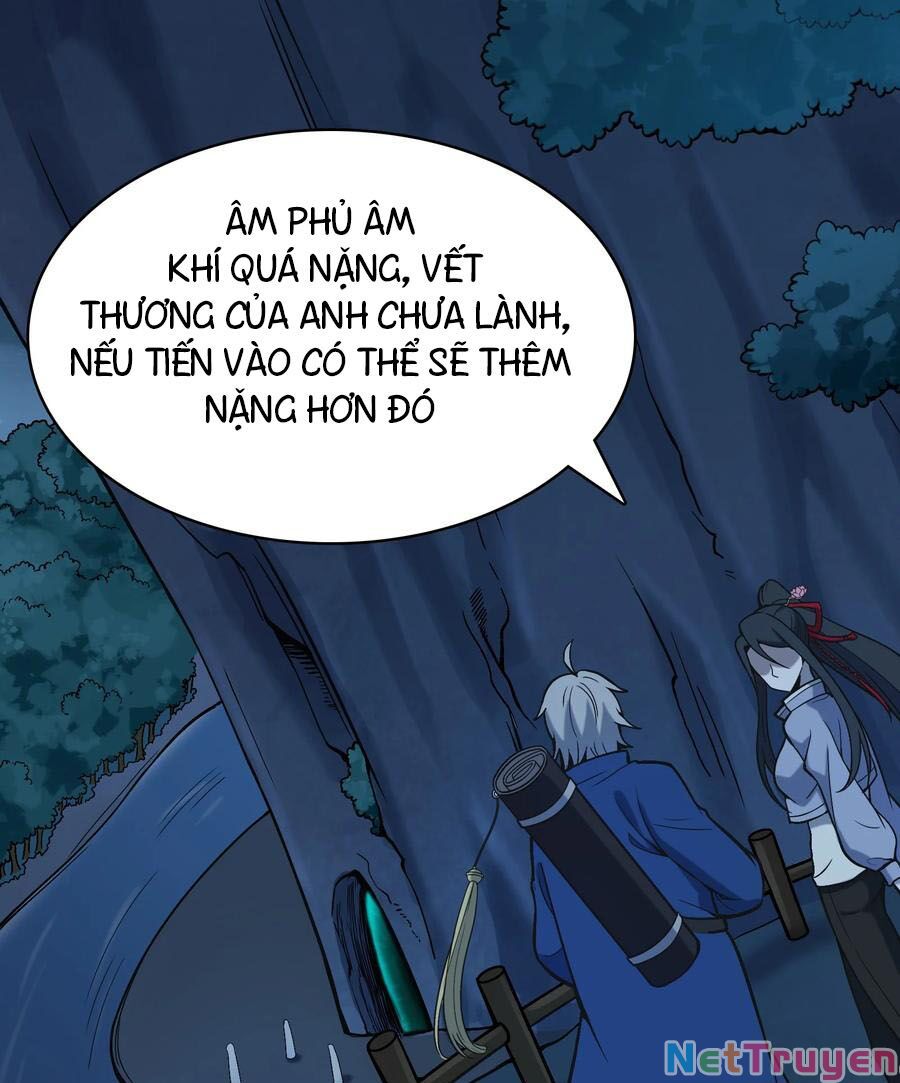 ÂM PHỦ ÂM
KHÍ QUÁ NẶNG, VẾT
THƯƠNG CỦA ANH CHƯA LÀNH,
NẾU TIẾN VÀO CÓ THỂ SẼ THÊM
NẶNG HƠN ĐÓ
NETTRUYEN